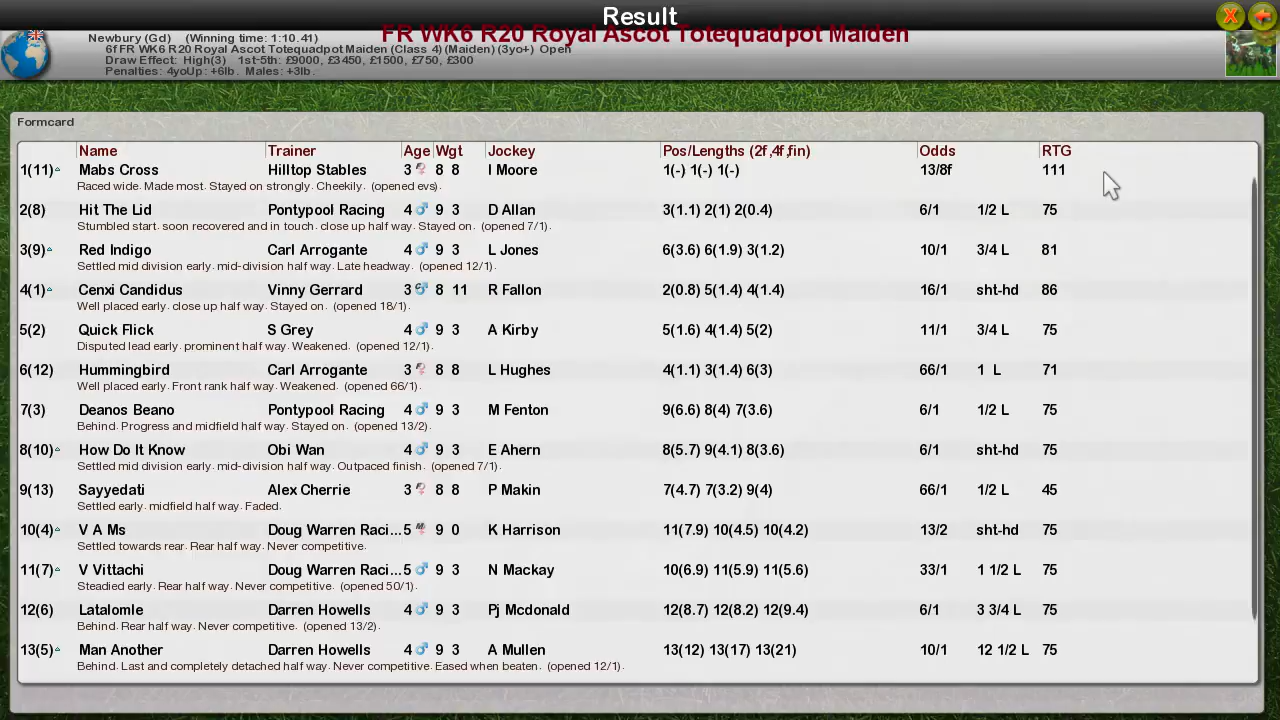 Result
FR WK6 R20 Royal Ascot Totequadpot Maiden
Newbury (Gd) (Winning time: 1:10.41)
6f FR WK6 R20 Royal Ascot Totequadpot Maiden (Class 4) (Maiden) (3yo+) Open
Draw Effect: High(3) 1st-5th: £9000, £3450, £1500, £750, £300
Penalties: 4yoUp: +6lb. Males: +3lb.
Formcard
Name Trainer Age Wgt Jockey Pos/Lengths (2f,4f,fin) Odds RTG
1(11) Mabs Cross Hilltop Stables 3 8 8 I Moore 1(-) 1(-) 1(-) 13/8f 111
Raced wide. Made most. Stayed on strongly. Cheekily. (opened evs).
2(8) Hit The Lid Pontypool Racing 4 9 3 D Allan 3(1.1) 2(1) 2(0.4) 6/1 1/2 L 75
Stumbled start. soon recovered and in touch. close up half way. Stayed on. (opened 7/1).
3(9) Red Indigo Carl Arrogante 4 9 3 L Jones 6(3.6) 6(1.9) 3(1.2) 10/1 3/4 L 81
Settled mid division early. mid-division half way. Late headway. (opened 12/1).
4(1) Cenxi Candidus Vinny Gerrard 3 8 11 R Fallon 2(0.8) 5(1.4) 4(1.4) 16/1 sht-hd 86
Well placed early. close up half way. Stayed on. (opened 18/1).
5(2) Quick Flick S Grey 4 9 3 A Kirby 5(1.6) 4(1.4) 5(2) 11/1 3/4 L 75
Disputed lead early. prominent half way. Weakened. (opened 12/1).
6(12) Hummingbird Carl Arrogante 3 8 8 L Hughes 4(1.1) 3(1.4) 6(3) 66/1 1 L 71
Well placed early. Front rank half way. Weakened. (opened 66/1).
7(3) Deanos Beano Pontypool Racing 4 9 3 M Fenton 9(6.6) 8(4) 7(3.6) 6/1 1/2 L 75
Behind. Progress and midfield half way. Stayed on. (opened 13/2).
8(10) How Do It Know Obi Wan 4 9 3 E Ahern 8(5.7) 9(4.1) 8(3.6) 6/1 sht-hd 75
Settled mid division early. mid-division half way. Outpaced finish. (opened 7/1).
9(13) Sayyedati Alex Cherrie 3 8 8 P Makin 7(4.7) 7(3.2) 9(4) 66/1 1/2 L 45
Settled early. midfield half way. Faded.
10(4) V A Ms Doug Warren Raci... 5 9 0 K Harrison 11(7.9) 10(4.5) 10(4.2) 13/2 sht-hd 75
Settled towards rear. Rear half way. Never competitive.
11(7) V Vittachi Doug Warren Raci... 5 9 3 N Mackay 10(6.9) 11(5.9) 11(5.6) 33/1 1 1/2 L 75
Steadied early. Rear half way. Never competitive. (opened 50/1).
12(6) Latalomle Darren Howells 4 9 3 Pj Mcdonald 12(8.7) 12(8.2) 12(9.4) 6/1 3 3/4 L 75
Behind. Rear half way. Never competitive. (opened 13/2).
13(5) Man Another Darren Howells 4 9 3 A Mullen 13(12) 13(17) 13(21) 10/1 12 1/2 L 75
Behind. Last and completely detached half way. Never competitive. Eased when beaten. (opened 12/1).